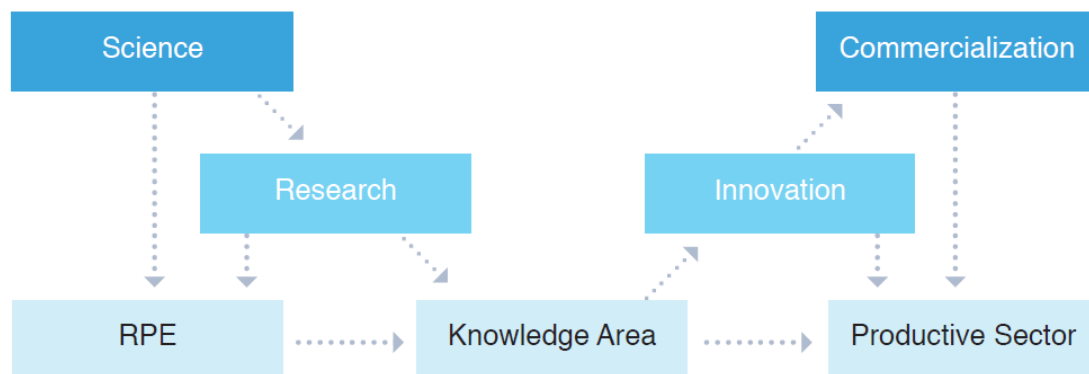 Science
Commercialization
Research
Innovation
RPE
Knowledge Area
Productive Sector